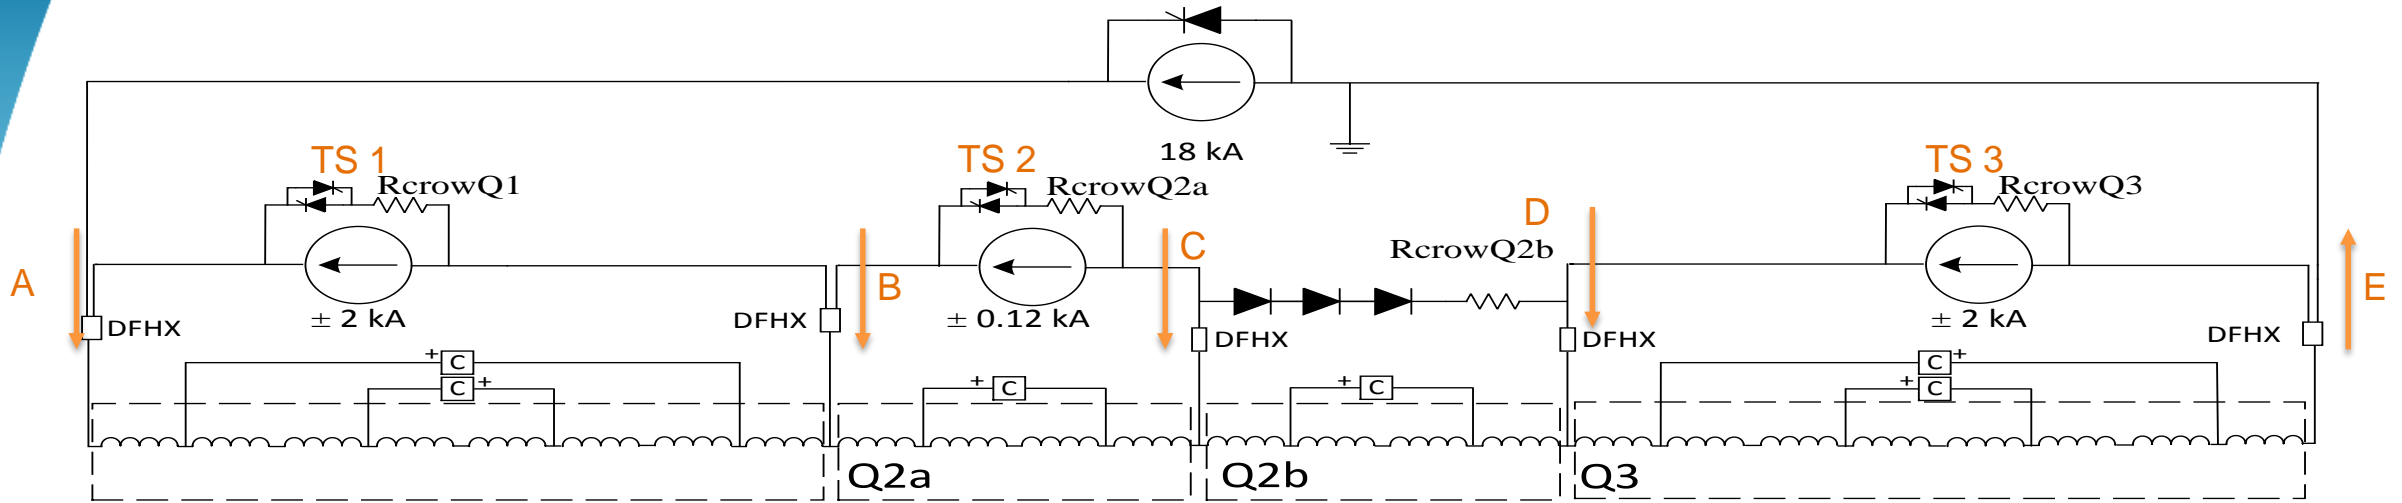 18 kA
TS 1
RcrowQ1
TS 2
RcrowQ2a
TS 3
RcrowQ3
A
± 2 kA
DFHX
DFHX
B
± 0.12 kA
C
DFHX
RcrowQ2b
D
DFHX
± 2 kA
DFHX
E
+ C
C +
+ C
+ C
C +
+ C
Q2a
Q2b
Q3